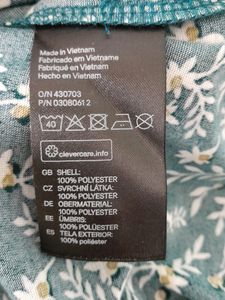 Made in Vietnam
Fabricado em Vietname
Fabriqué en Vietnam
Hecho en Vietnam
O/N 430703
P/N 03080612
40
clevercare.info
GB SHELL:
100% POLYESTER
CZ SVRCHNÍ LÁTKA:
100% POLYESTER
DE OBERMATERIAL:
100% POLYESTER
EE ÜMBRIS:
100% POLÜESTER
ES TELA EXTERIOR:
100% poliéster